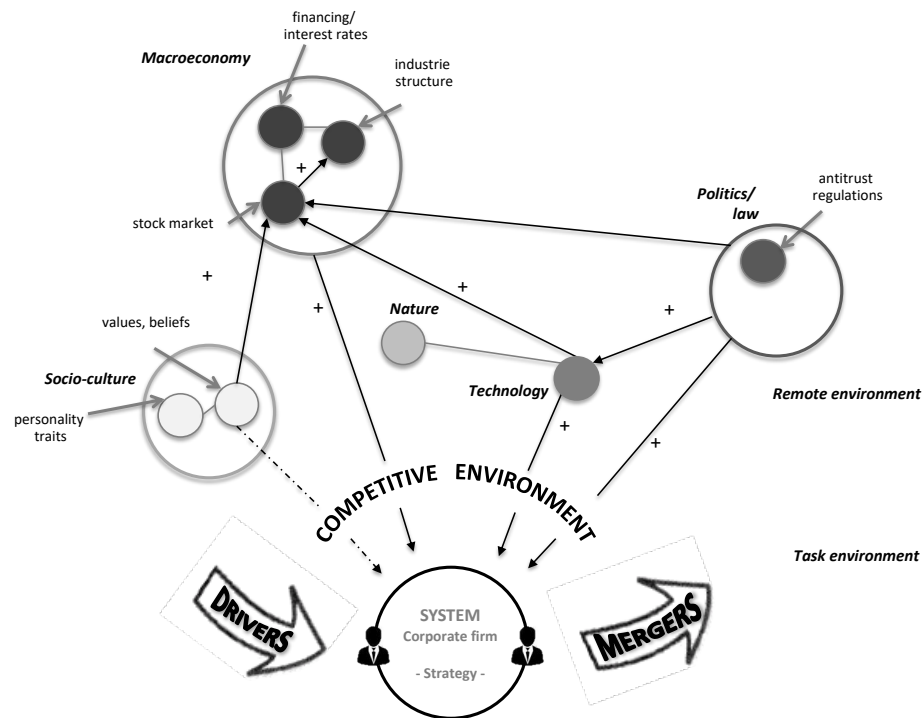 financing/
interest rates
Macroeconomy
industrie
structure
+
stock market
Politics/
law
antitrust
regulations
+
+
+
+
Nature
values, beliefs
Socio-culture
personality
traits
Technology
Remote environment
+
+
COMPETITIVE ENVIRONMENT
Task environment
DRIVERS
MERGERS
SYSTEM
Corporate firm
- Strategy -